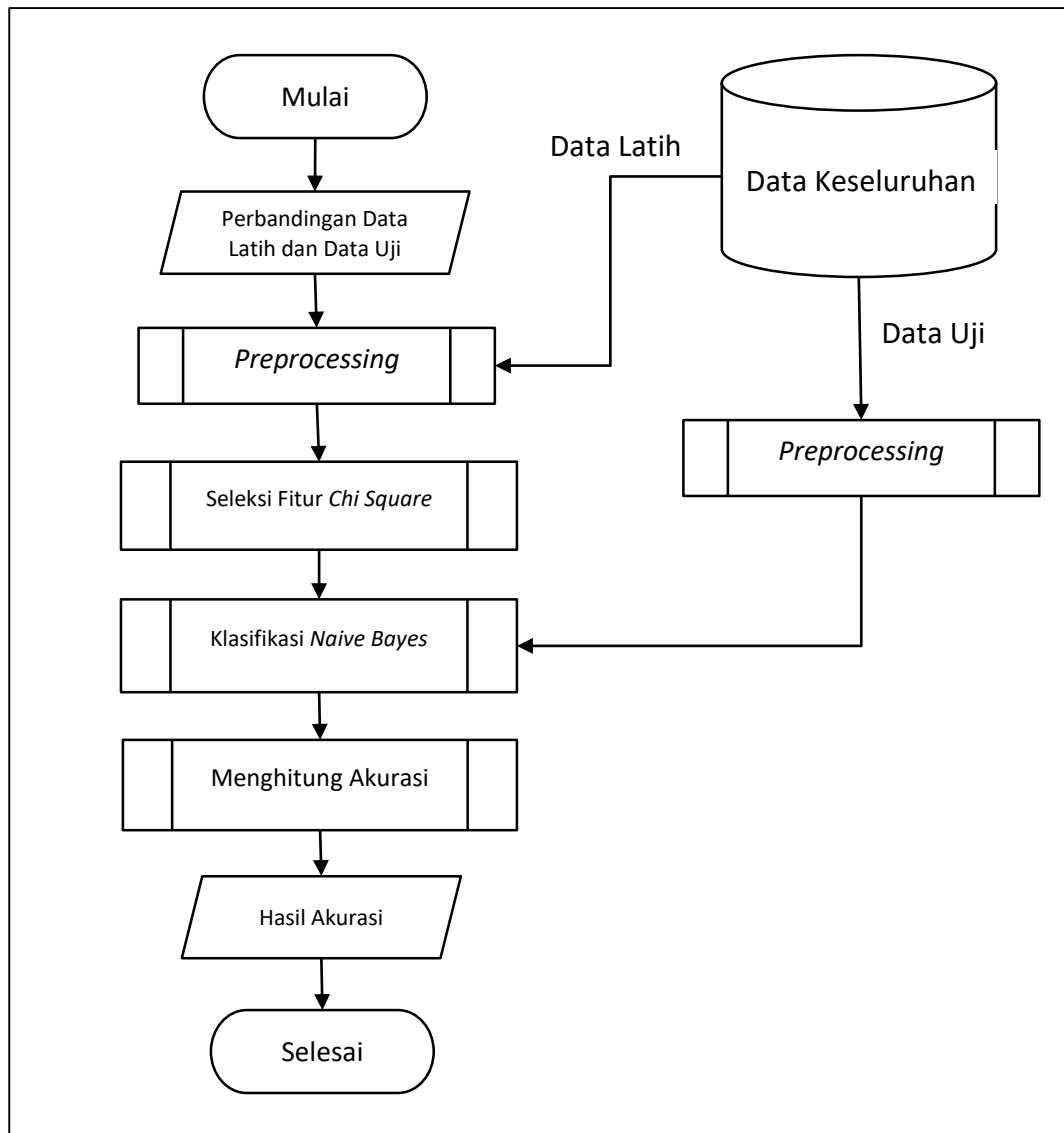 Mulai
Data Latih
Data Keseluruhan
Perbandingan Data
Latih dan Data Uji
Data Uji
Preprocessing
Preprocessing
Seleksi Fitur Chi Square
Klasifikasi Naive Bayes
Menghitung Akurasi
Hasil Akurasi
Selesai